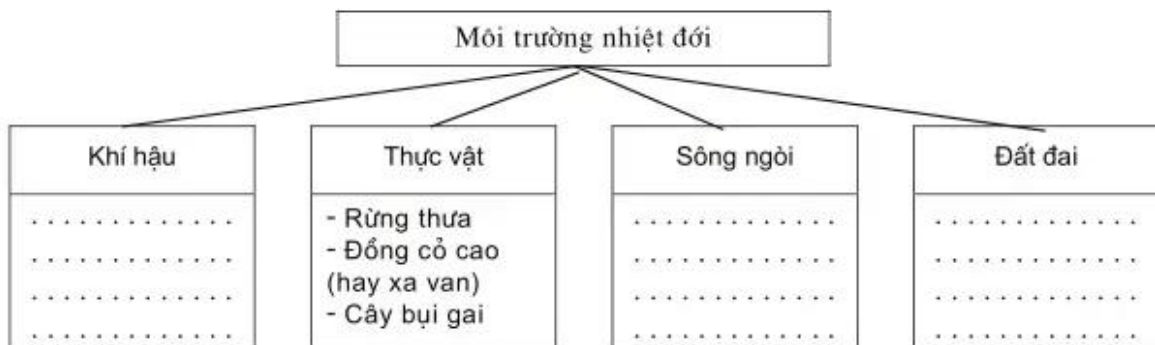 Môi trường nhiệt đới
Khí hậu
Thực vật
Sông ngòi
Đất đai
. . . . . . . . . . . . .
. . . . . . . . . . . . .
. . . . . . . . . . . . .
. . . . . . . . . . . . .
- Rừng thưa
- Đồng cỏ cao
(hay xa van)
- Cây bụi gai
. . . . . . . . . . . . .
. . . . . . . . . . . . .
. . . . . . . . . . . . .
. . . . . . . . . . . . .
. . . . . . . . . . . . .
. . . . . . . . . . . . .
. . . . . . . . . . . . .
. . . . . . . . . . . . .